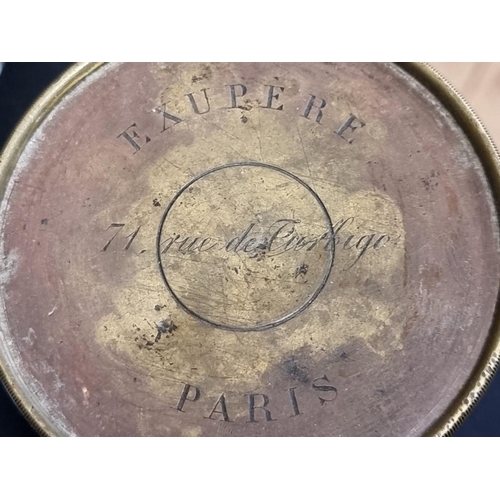 EXUPÈRE
71, rue de Turbigo
PARIS